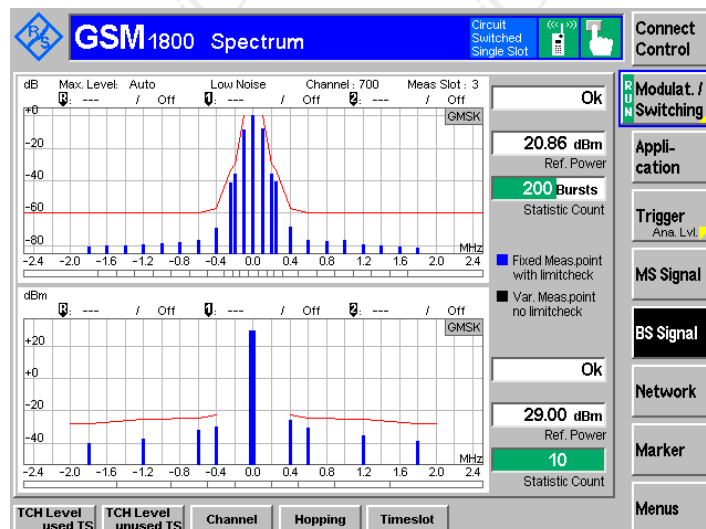 R&S
GSM 1800 Spectrum
Circuit
Switched
Single Slot
Connect
Control
dB Max. Level: Auto Low Noise Channel : 700 Meas Slot : 3
R: --- / Off 1: --- / Off 2: --- / Off
GMSK
+0
-20
-40
-60
-80
MHz
-2.4 -2.0 -1.6 -1.2 -0.8 -0.4 0.0 0.4 0.8 1.2 1.6 2.0 2.4
Ok
20.86 dBm
Ref. Power
200 Bursts
Statistic Count
Fixed Meas.point
with limitcheck
Var. Meas.point
no limitcheck
dBm
R: --- / Off 1: --- / Off 2: --- / Off
GMSK
+20
+0
-20
-40
MHz
-2.4 -2.0 -1.6 -1.2 -0.8 -0.4 0.0 0.4 0.8 1.2 1.6 2.0 2.4
Ok
29.00 dBm
Ref. Power
10
Statistic Count
RUN
Modulat. /
Switching
Appli-
cation
Trigger
Ana. Lvl.
MS Signal
BS Signal
Network
Marker
Menus
TCH Level
used TS
TCH Level
unused TS
Channel
Hopping
Timeslot